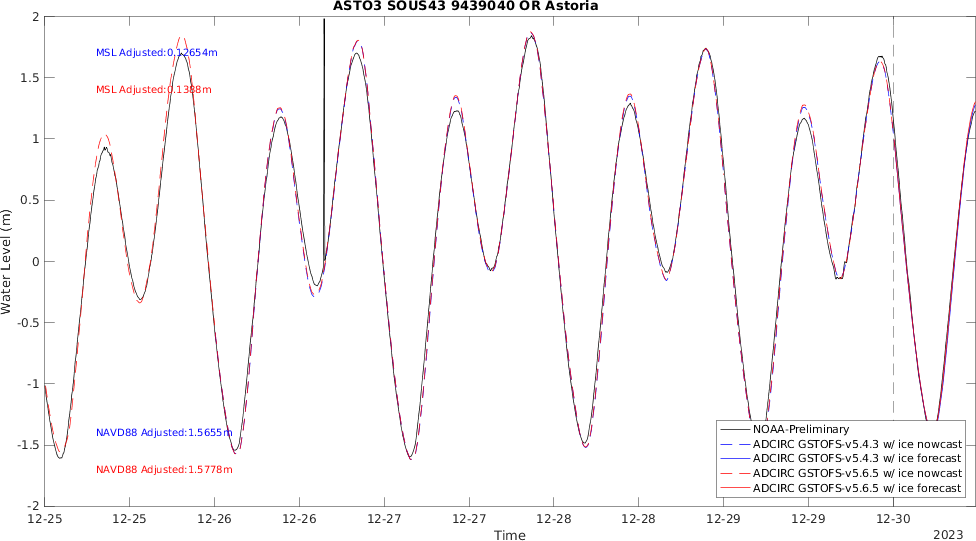 ASTO3 SOUS43 9439040 OR Astoria
Water Level (m)
2
1.5
1
0.5
0
-0.5
-1
-1.5
-2
MSL Adjusted:0.12654m
MSL Adjusted:0.1388m
NAVD88 Adjusted:1.5655m
NAVD88 Adjusted:1.5778m
NOAA-Preliminary
ADCIRC GSTOFS-v5.4.3 w/ ice nowcast
ADCIRC GSTOFS-v5.4.3 w/ ice forecast
ADCIRC GSTOFS-v5.6.5 w/ ice nowcast
ADCIRC GSTOFS-v5.6.5 w/ ice forecast
12-25 12-25 12-26 12-26 12-27 12-27 12-28 12-28 12-29 12-29 12-30
Time
2023